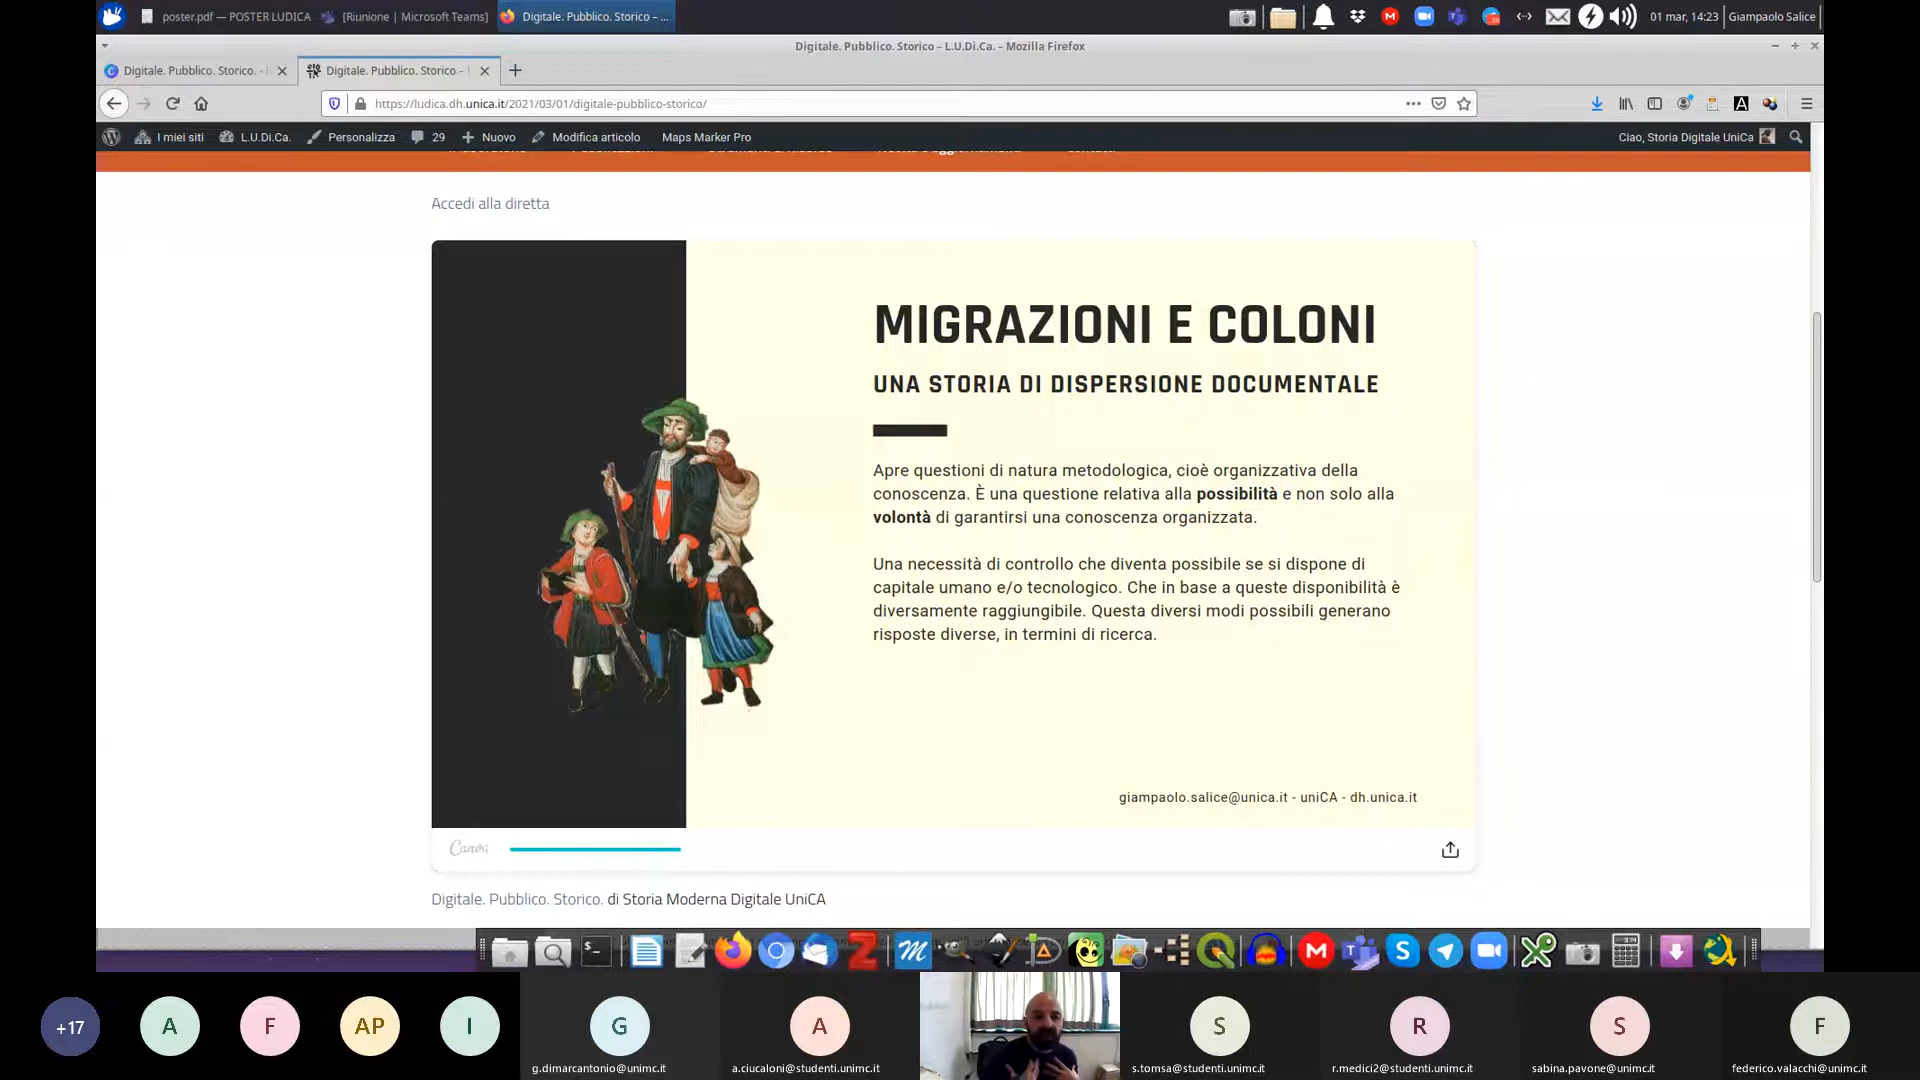 poster.pdf — POSTER LUDICA
[Riunione | Microsoft Teams]
Digitale. Pubblico. Storico – ...
01 mar, 14:23
Giampaolo Salice
Digitale. Pubblico. Storico – L.U.Di.Ca. – Mozilla Firefox
Digitale. Pubblico. Storico. -
Digitale. Pubblico. Storico -
https://ludica.dh.unica.it/2021/03/01/digitale-pubblico-storico/
I miei siti
L.U.Di.Ca.
Personalizza
29
Nuovo
Modifica articolo
Maps Marker Pro
Ciao, Storia Digitale UniCa
Accedi alla diretta
MIGRAZIONI E COLONI
UNA STORIA DI DISPERSIONE DOCUMENTALE
Apre questioni di natura metodologica, cioè organizzativa della
conoscenza. È una questione relativa alla possibilità e non solo alla
volontà di garantirsi una conoscenza organizzata.
Una necessità di controllo che diventa possibile se si dispone di
capitale umano e/o tecnologico. Che in base a queste disponibilità è
diversamente raggiungibile. Questa diversi modi possibili generano
risposte diverse, in termini di ricerca.
giampaolo.salice@unica.it - uniCA - dh.unica.it
Canva
Digitale. Pubblico. Storico. di Storia Moderna Digitale UniCA
+17
A
F
AP
I
G
A
S
R
S
F
g.dimarcantonio@unimc.it
a.ciucaloni@studenti.unimc.it
s.tomsa@studenti.unimc.it
r.medici2@studenti.unimc.it
sabina.pavone@unimc.it
federico.valacchi@unimc.it